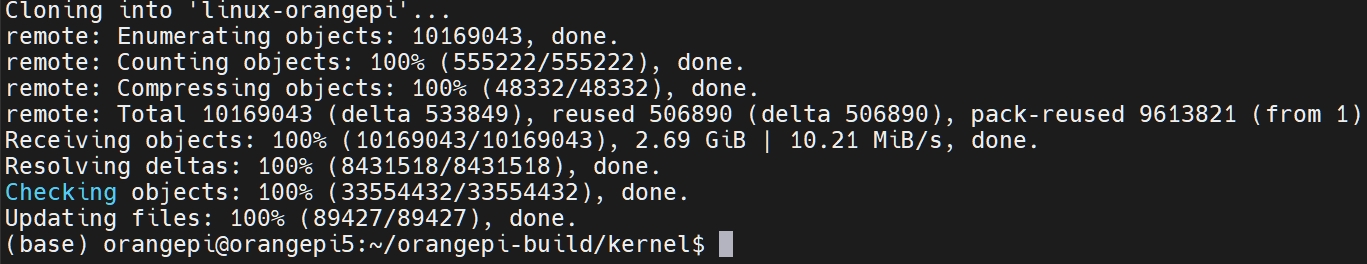 Cloning into 'linux-orangepi'...
remote: Enumerating objects: 10169043, done.
remote: Counting objects: 100% (555222/555222), done.
remote: Compressing objects: 100% (48332/48332), done.
remote: Total 10169043 (delta 533849), reused 506890 (delta 506890), pack-reused 9613821 (from 1)
Receiving objects: 100% (10169043/10169043), 2.69 GiB | 10.21 MiB/s, done.
Resolving deltas: 100% (8431518/8431518), done.
Checking objects: 100% (33554432/33554432), done.
Updating files: 100% (89427/89427), done.
(base) orangepi@orangepi5:~/orangepi-build/kernel$